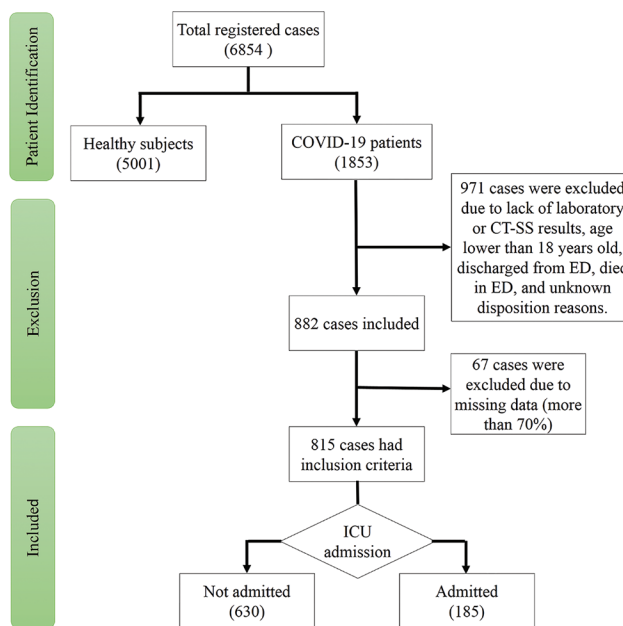 Patient Identification
Total registered cases
(6854 )
Healthy subjects
(5001)
COVID-19 patients
(1853)
Exclusion
971 cases were excluded
due to lack of laboratory
or CT-SS results, age
lower than 18 years old,
discharged from ED, died
in ED, and unknown
disposition reasons.
882 cases included
67 cases were
excluded due to
missing data (more
than 70%)
Included
815 cases had
inclusion criteria
ICU
admission
Not admitted
(630)
Admitted
(185)